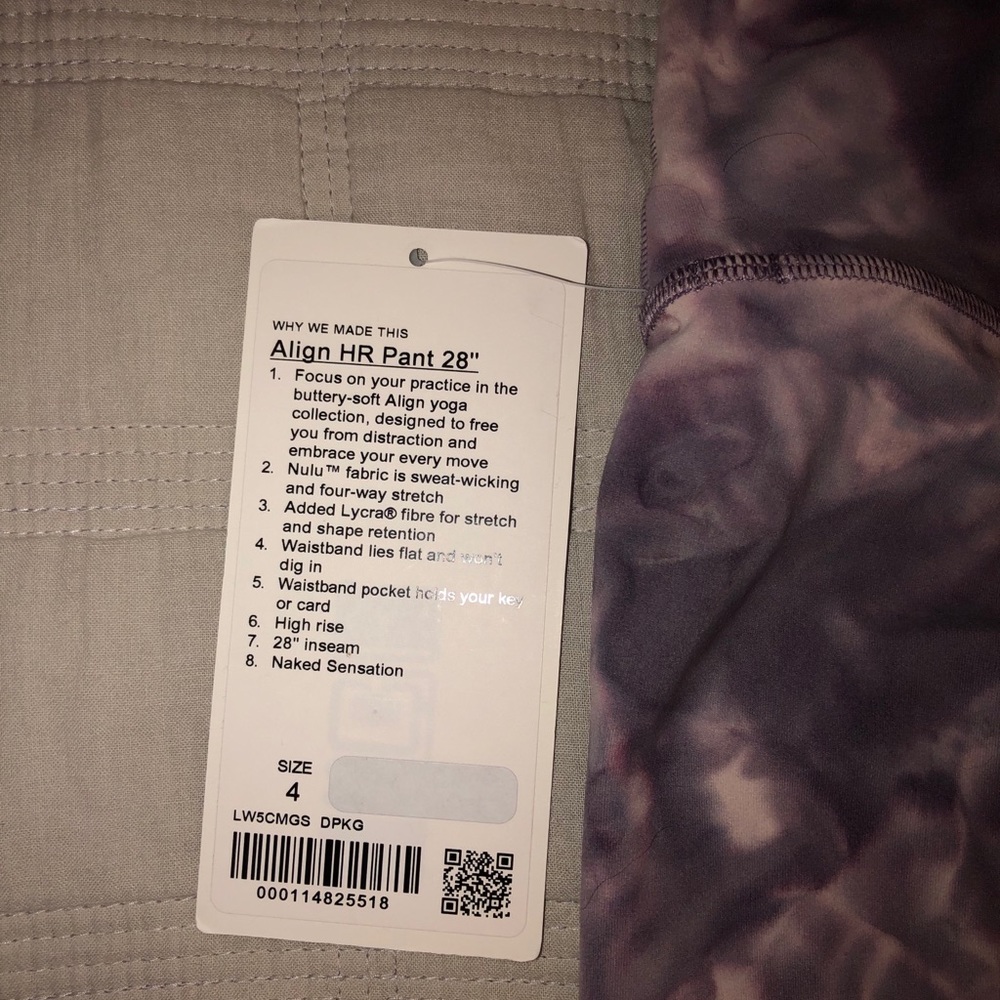 WHY WE MADE THIS
Align HR Pant 28"
1. Focus on your practice in the
buttery-soft Align yoga
collection, designed to free
you from distraction and
embrace your every move
2. Nulu™ fabric is sweat-wicking
and four-way stretch
3. Added Lycra® fibre for stretch
and shape retention
4. Waistband lies flat and won't
dig in
5. Waistband pocket holds your key
or card
6. High rise
7. 28" inseam
8. Naked Sensation
SIZE
4
LW5CMGS DPKG
000114825518